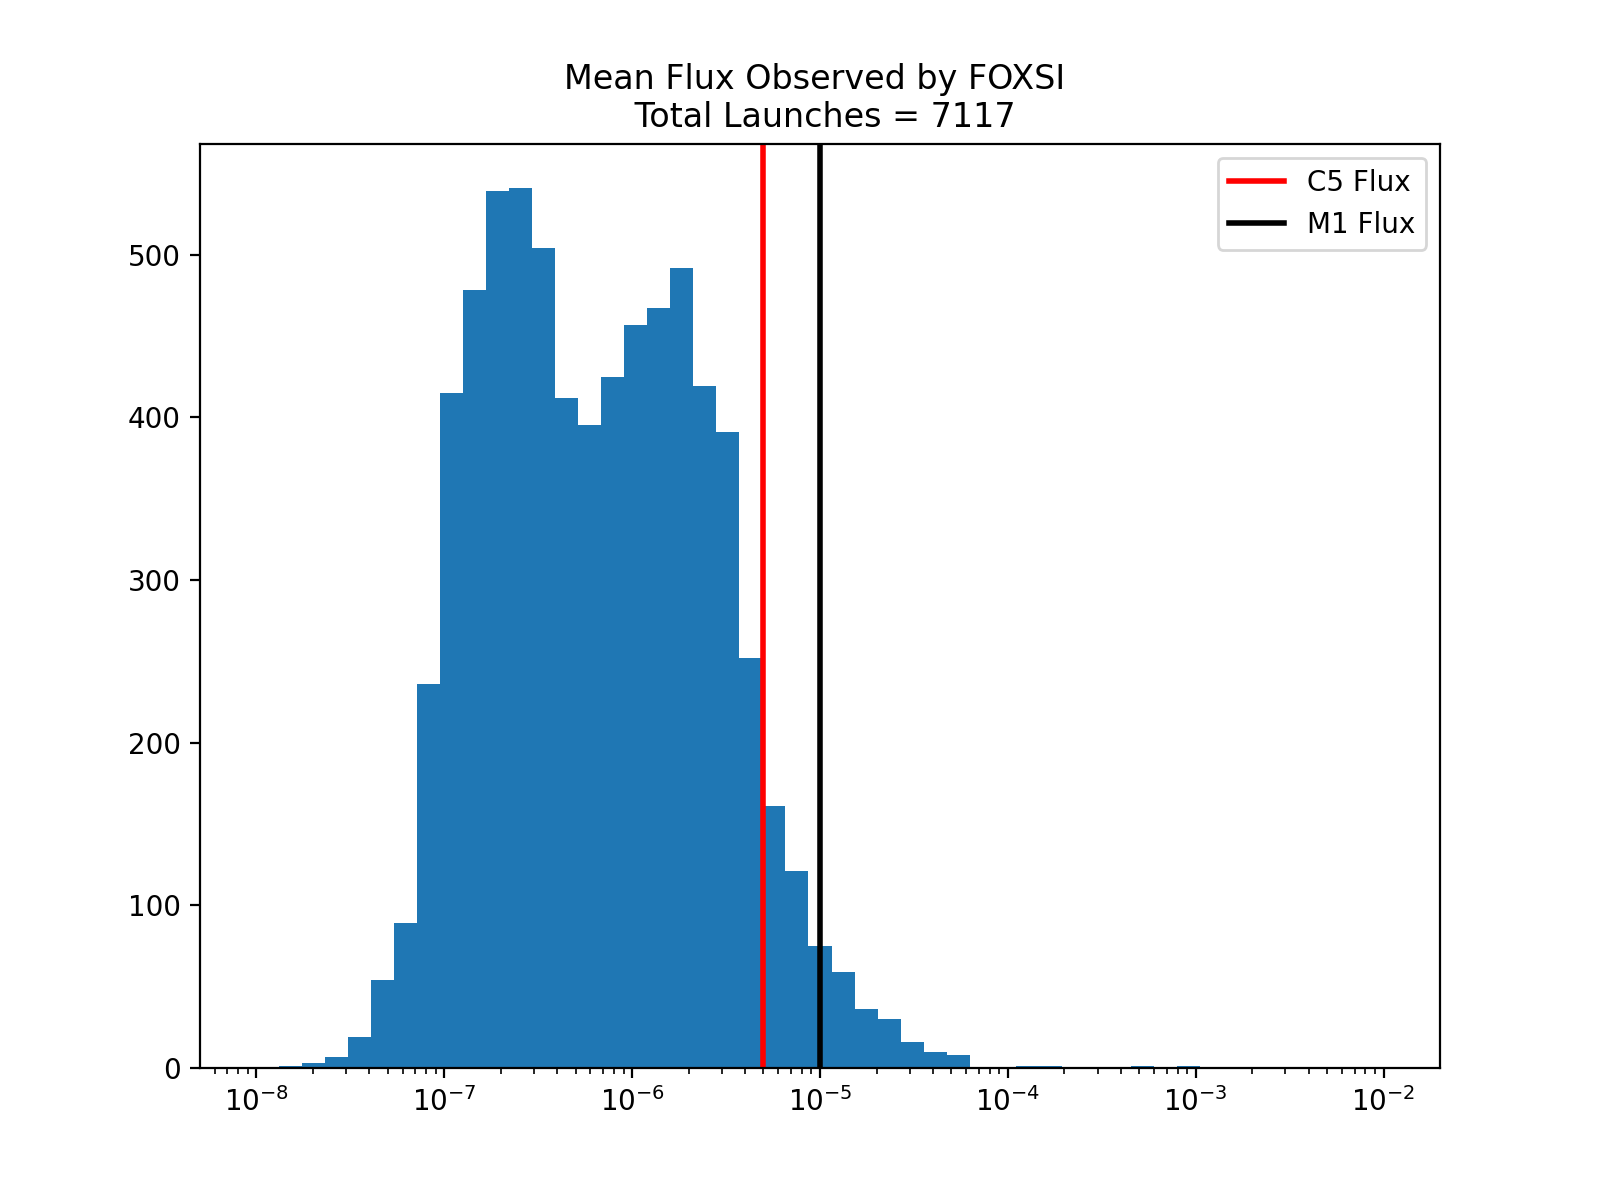 Mean Flux Observed by FOXSI
Total Launches = 7117
C5 Flux
M1 Flux
500
400
300
200
100
0
10⁻⁸ 10⁻⁷ 10⁻⁶ 10⁻⁵ 10⁻⁴ 10⁻³ 10⁻²